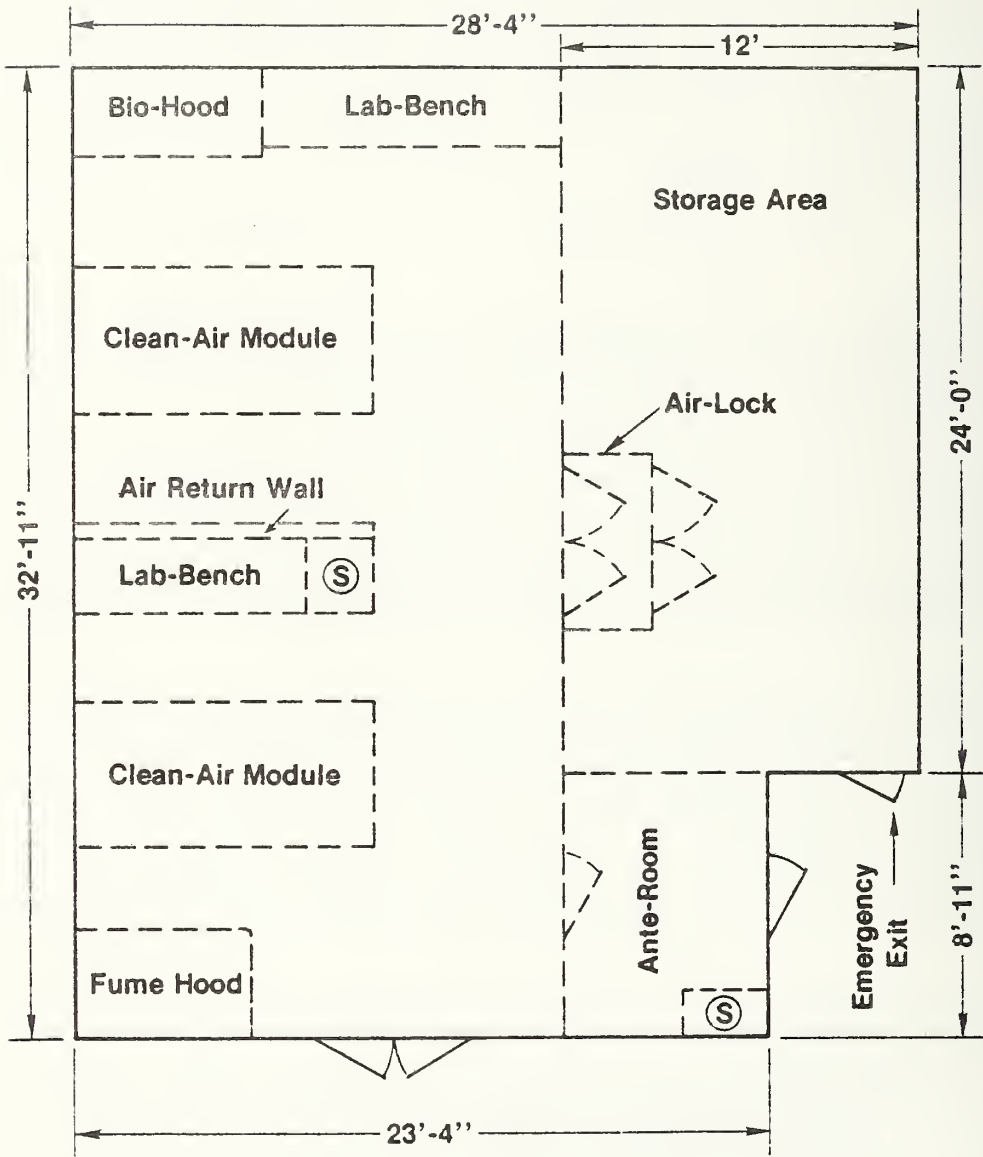 28'-4''
12'
Bio-Hood
Lab-Bench
Storage Area
Clean-Air Module
Air-Lock
24'-0''
Air Return Wall
32'-11''
Lab-Bench
S
Clean-Air Module
Ante-Room
Emergency
Exit
8'-11''
Fume Hood
S
23'-4''